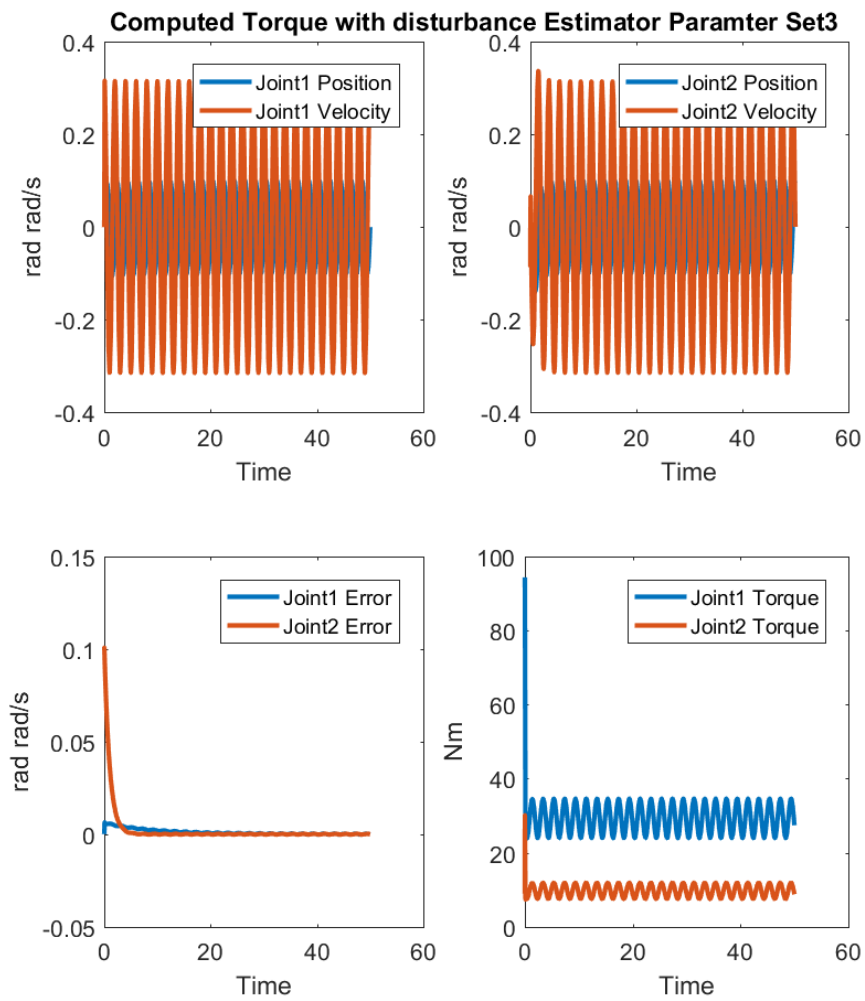 Computed Torque with disturbance Estimator Paramter Set3
0.4
0.2
0
-0.2
-0.4
rad rad/s
Joint1 Position
Joint1 Velocity
0 20 40 60
Time
0.4
0.2
0
-0.2
-0.4
rad rad/s
Joint2 Position
Joint2 Velocity
0 20 40 60
Time
0.15
0.1
0.05
0
-0.05
rad rad/s
Joint1 Error
Joint2 Error
0 20 40 60
Time
100
80
60
40
20
0
Nm
Joint1 Torque
Joint2 Torque
0 20 40 60
Time